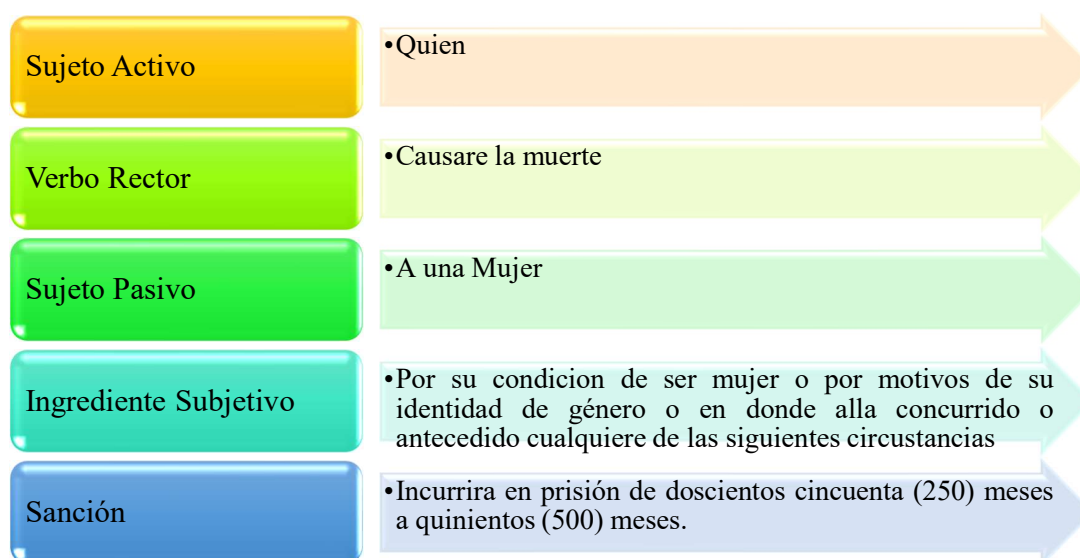 Sujeto Activo
•Quien
Verbo Rector
•Causare la muerte
Sujeto Pasivo
•A una Mujer
Ingrediente Subjetivo
•Por su condicion de ser mujer o por motivos de su
identidad de género o en donde alla concurrido o
antecedido cualquiere de las siguientes circustancias
Sanción
•Incurrira en prisión de doscientos cincuenta (250) meses
a quinientos (500) meses.